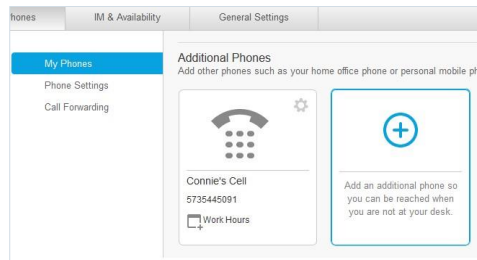 hones
IM & Availability
General Settings
My Phones
Phone Settings
Call Forwarding
Additional Phones
Add other phones such as your home office phone or personal mobile ph
Connie's Cell
5735445091
Work Hours
Add an additional phone so
you can be reached when
you are not at your desk.